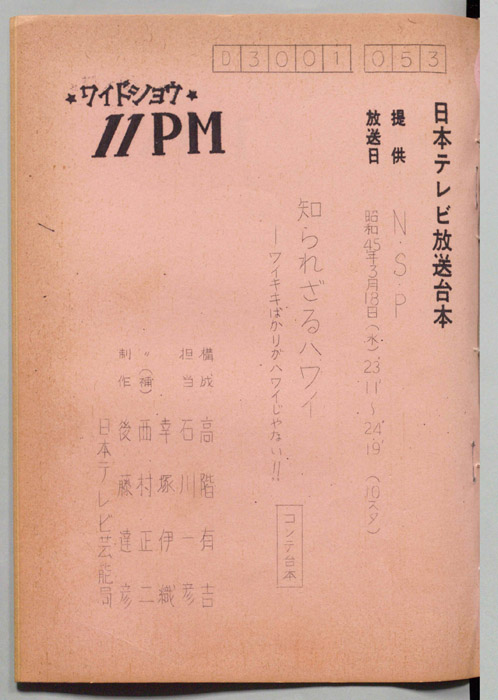 D3001 053
日本テレビ放送台本
提供 N・S・P
放送日 昭和45年3月18日(水) 23:11'〜24:19' (10スタ)
★ワイドショウ★
11PM
知られざるハワイ
ーワイキキばかりがハワイじゃない!!
コンテ台本
構成 高階有吉
担当 石川一彦
幸塚伊織
〃(補) 西村正二
制作 後藤達彦
日本テレビ芸能局